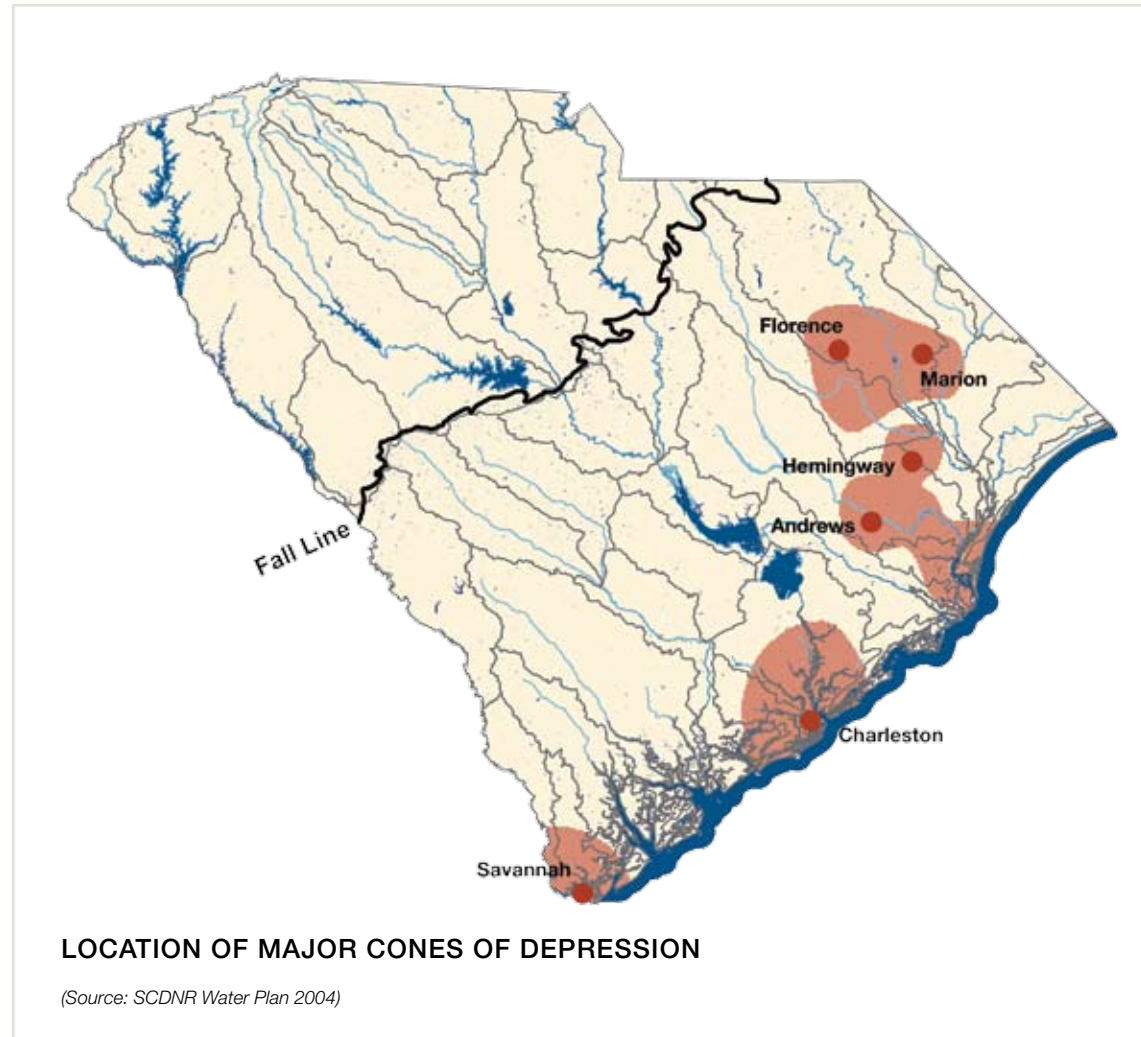 Florence
Marion
Hemingway
Andrews
Fall Line
Charleston
Savannah
LOCATION OF MAJOR CONES OF DEPRESSION
(Source: SCDNR Water Plan 2004)